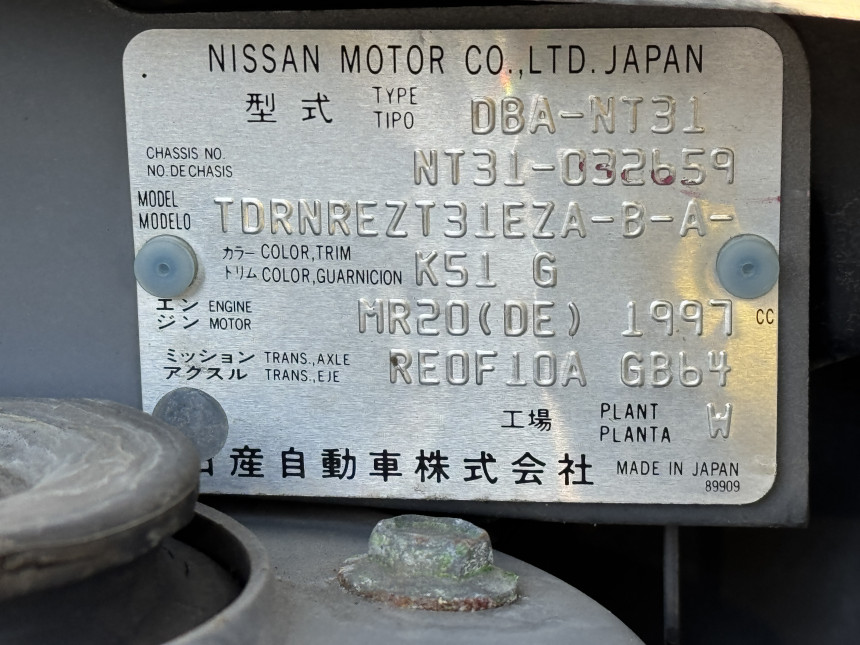 NISSAN MOTOR CO.,LTD. JAPAN
型式 TYPE TIPO DBA-NT31
CHASSIS NO. NO. DE CHASIS NT31-032659
MODEL MODELO TDRNREZT31EZA-B-A-
カラー COLOR,TRIM
トリム COLOR,GUARNICION K51 G
エン ENGINE
ジン MOTOR MR20(DE) 1997 CC
ミッション TRANS.,AXLE
アクスル TRANS.,EJE RE0F10A GB64
工場 PLANT PLANTA W
日産自動車株式会社 MADE IN JAPAN
89909